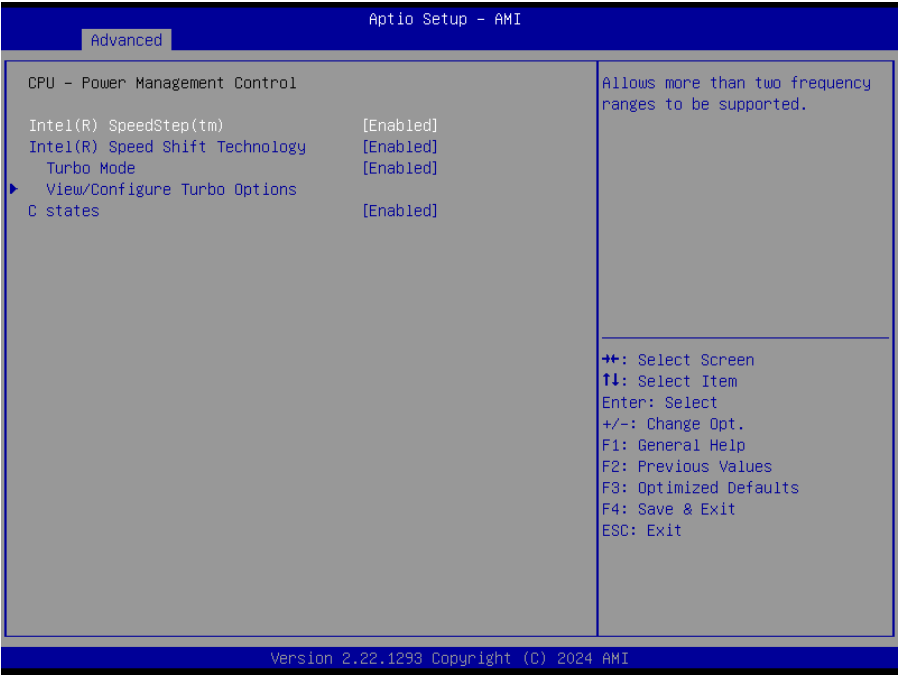 Aptio Setup – AMI
Advanced
CPU – Power Management Control
Intel(R) SpeedStep(tm) [Enabled]
Intel(R) Speed Shift Technology [Enabled]
Turbo Mode [Enabled]
View/Configure Turbo Options
C states [Enabled]
Allows more than two frequency
ranges to be supported.
→←: Select Screen
↑↓: Select Item
Enter: Select
+/-: Change Opt.
F1: General Help
F2: Previous Values
F3: Optimized Defaults
F4: Save & Exit
ESC: Exit
Version 2.22.1293 Copyright (C) 2024 AMI